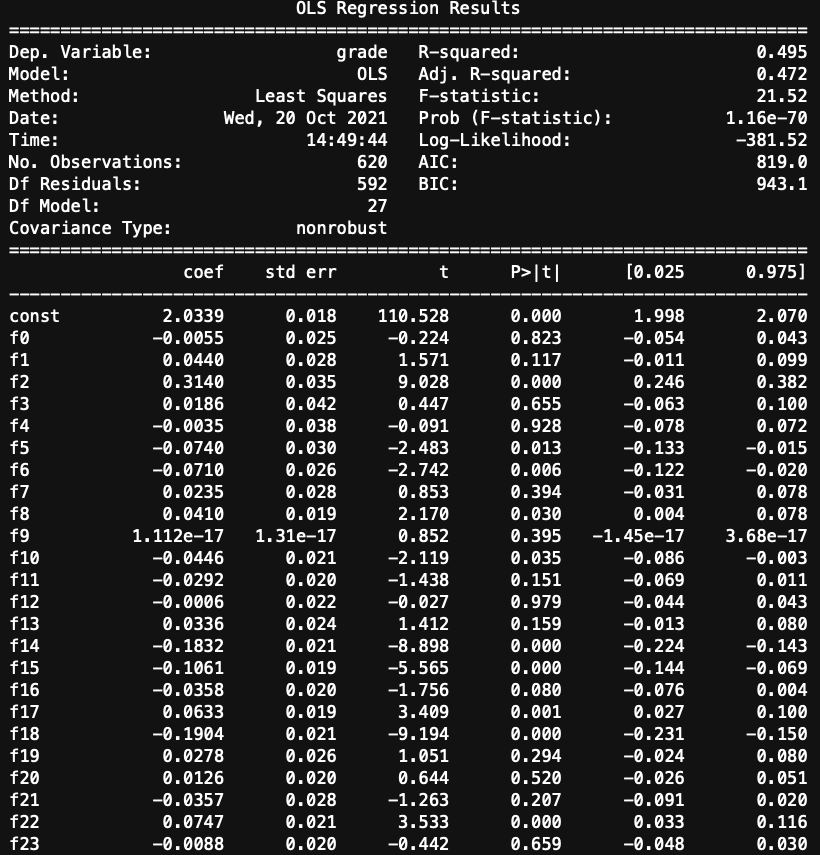 OLS Regression Results
==============================================================================
Dep. Variable:                  grade   R-squared:                       0.495
Model:                            OLS   Adj. R-squared:                  0.472
Method:                 Least Squares   F-statistic:                     21.52
Date:                Wed, 20 Oct 2021   Prob (F-statistic):           1.16e-70
Time:                        14:49:44   Log-Likelihood:                -381.52
No. Observations:                 620   AIC:                             819.0
Df Residuals:                     592   BIC:                             943.1
Df Model:                          27
Covariance Type:            nonrobust
==============================================================================
coef    std err          t      P>|t|      [0.025      0.975]
------------------------------------------------------------------------------
const          2.0339      0.018    110.528      0.000       1.998       2.070
f0            -0.0055      0.025     -0.224      0.823      -0.054       0.043
f1             0.0440      0.028      1.571      0.117      -0.011       0.099
f2             0.3140      0.035      9.028      0.000       0.246       0.382
f3             0.0186      0.042      0.447      0.655      -0.063       0.100
f4            -0.0035      0.038     -0.091      0.928      -0.078       0.072
f5            -0.0740      0.030     -2.483      0.013      -0.133      -0.015
f6            -0.0710      0.026     -2.742      0.006      -0.122      -0.020
f7             0.0235      0.028      0.853      0.394      -0.031       0.078
f8             0.0410      0.019      2.170      0.030       0.004       0.078
f9          1.112e-17   1.31e-17      0.852      0.395   -1.45e-17    3.68e-17
f10           -0.0446      0.021     -2.119      0.035      -0.086      -0.003
f11           -0.0292      0.020     -1.438      0.151      -0.069       0.011
f12           -0.0006      0.022     -0.027      0.979      -0.044       0.043
f13            0.0336      0.024      1.412      0.159      -0.013       0.080
f14           -0.1832      0.021     -8.898      0.000      -0.224      -0.143
f15           -0.1061      0.019     -5.565      0.000      -0.144      -0.069
f16           -0.0358      0.020     -1.756      0.080      -0.076       0.004
f17            0.0633      0.019      3.409      0.001       0.027       0.100
f18           -0.1904      0.021     -9.194      0.000      -0.231      -0.150
f19            0.0278      0.026      1.051      0.294      -0.024       0.080
f20            0.0126      0.020      0.644      0.520      -0.026       0.051
f21           -0.0357      0.028     -1.263      0.207      -0.091       0.020
f22            0.0747      0.021      3.533      0.000       0.033       0.116
f23           -0.0088      0.020     -0.442      0.659      -0.048       0.030